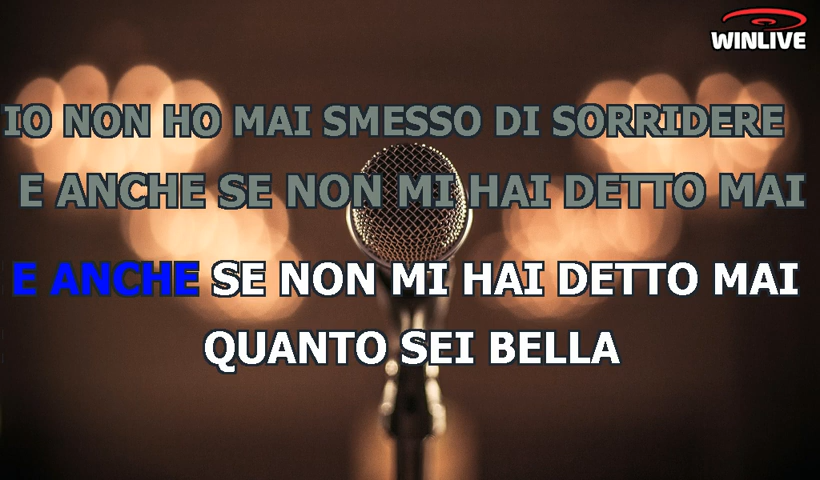 WINLIVE
IO NON HO MAI SMESSO DI SORRIDERE
E ANCHE SE NON MI HAI DETTO MAI
E ANCHE SE NON MI HAI DETTO MAI
QUANTO SEI BELLA